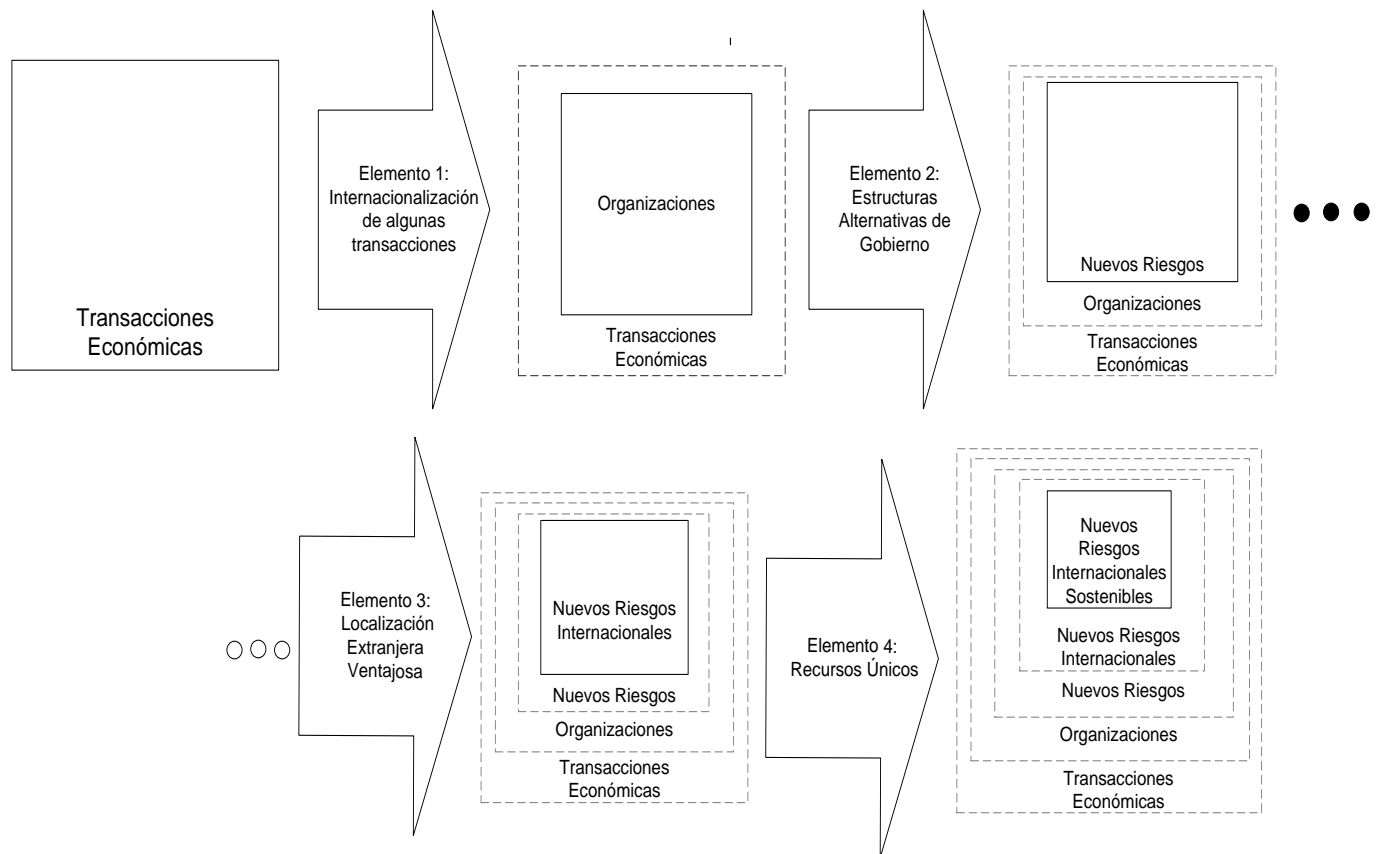 Transacciones
Económicas
Elemento 1:
Internacionalización
de algunas
transacciones
Organizaciones
Transacciones
Económicas
Elemento 2:
Estructuras
Alternativas de
Gobierno
Nuevos Riesgos
Organizaciones
Transacciones
Económicas
Elemento 3:
Localización
Extranjera
Ventajosa
Nuevos Riesgos
Internacionales
Nuevos Riesgos
Organizaciones
Transacciones
Económicas
Elemento 4:
Recursos Únicos
Nuevos
Riesgos
Internacionales
Sostenibles
Nuevos Riesgos
Internacionales
Nuevos Riesgos
Organizaciones
Transacciones
Económicas